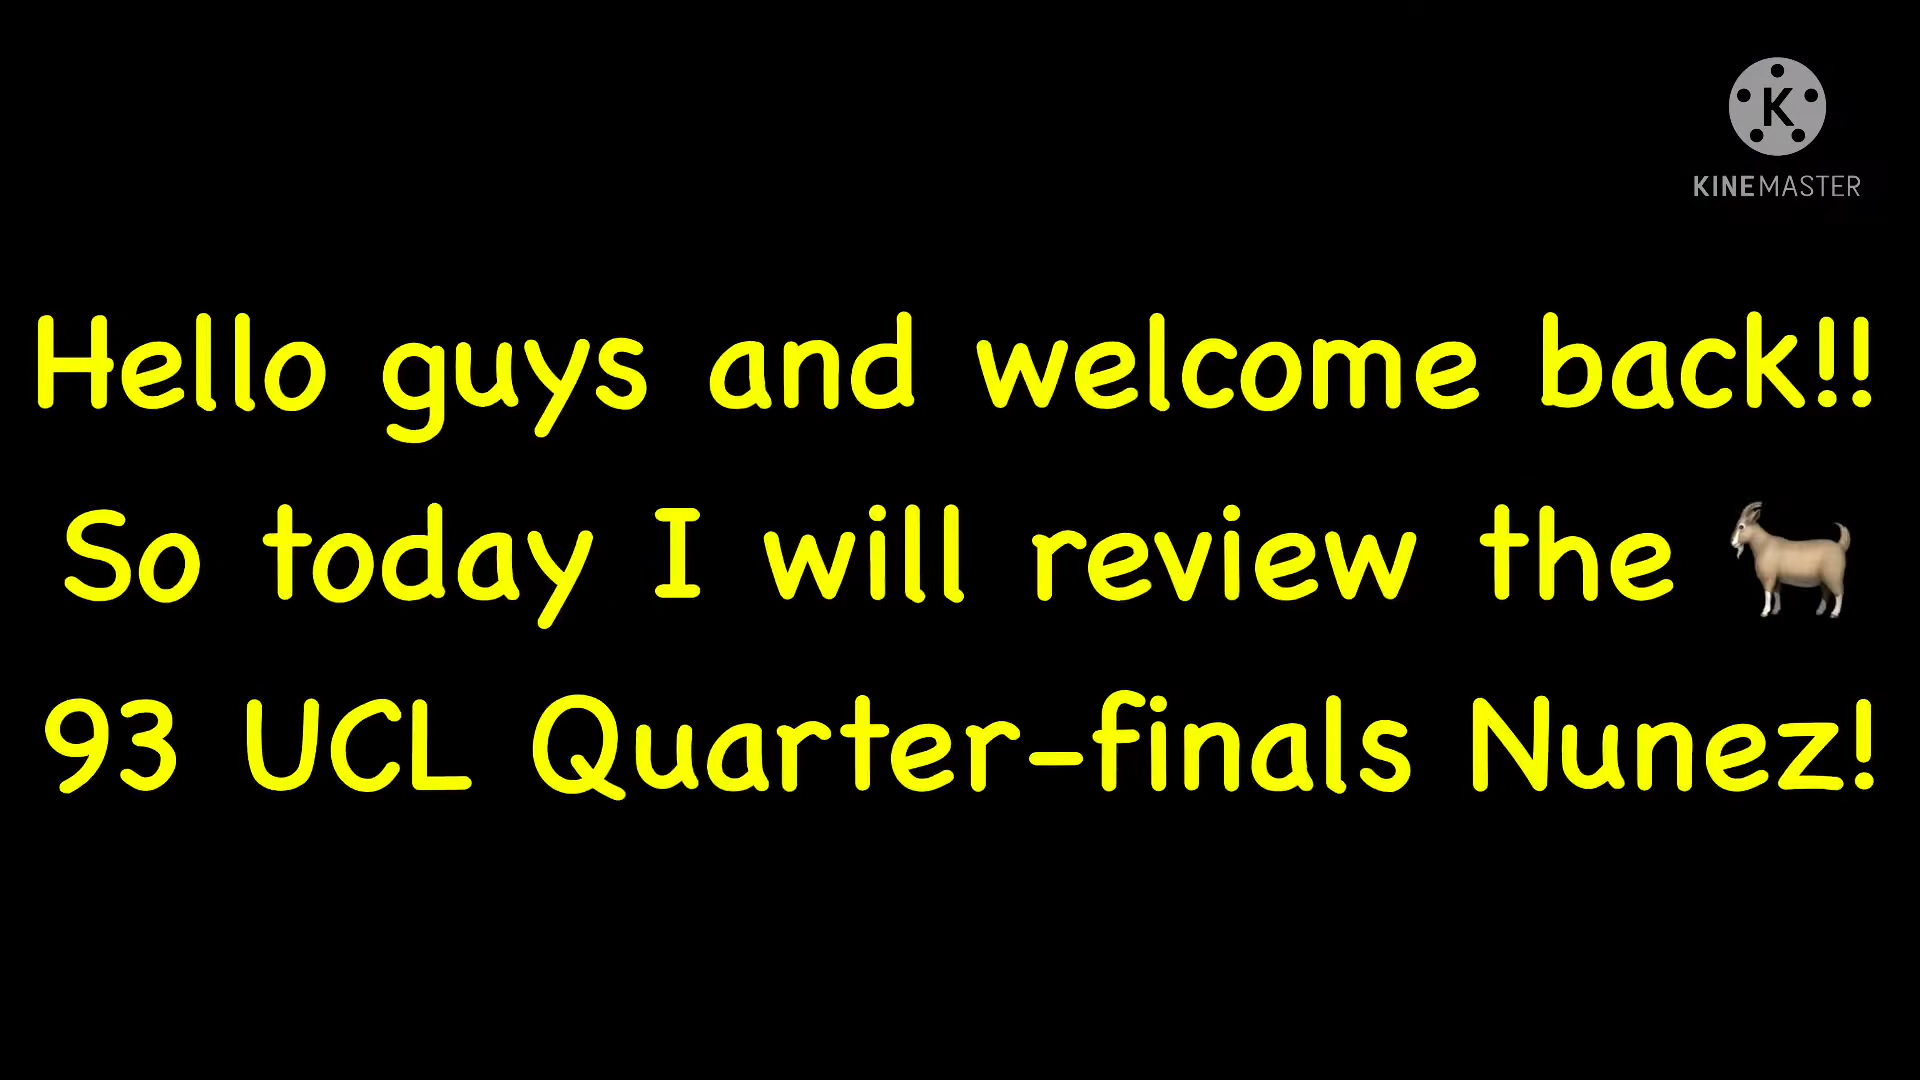 K
KINEMASTER
Hello guys and welcome back!!
So today I will review the 🐐
93 UCL Quarter-finals Nunez!